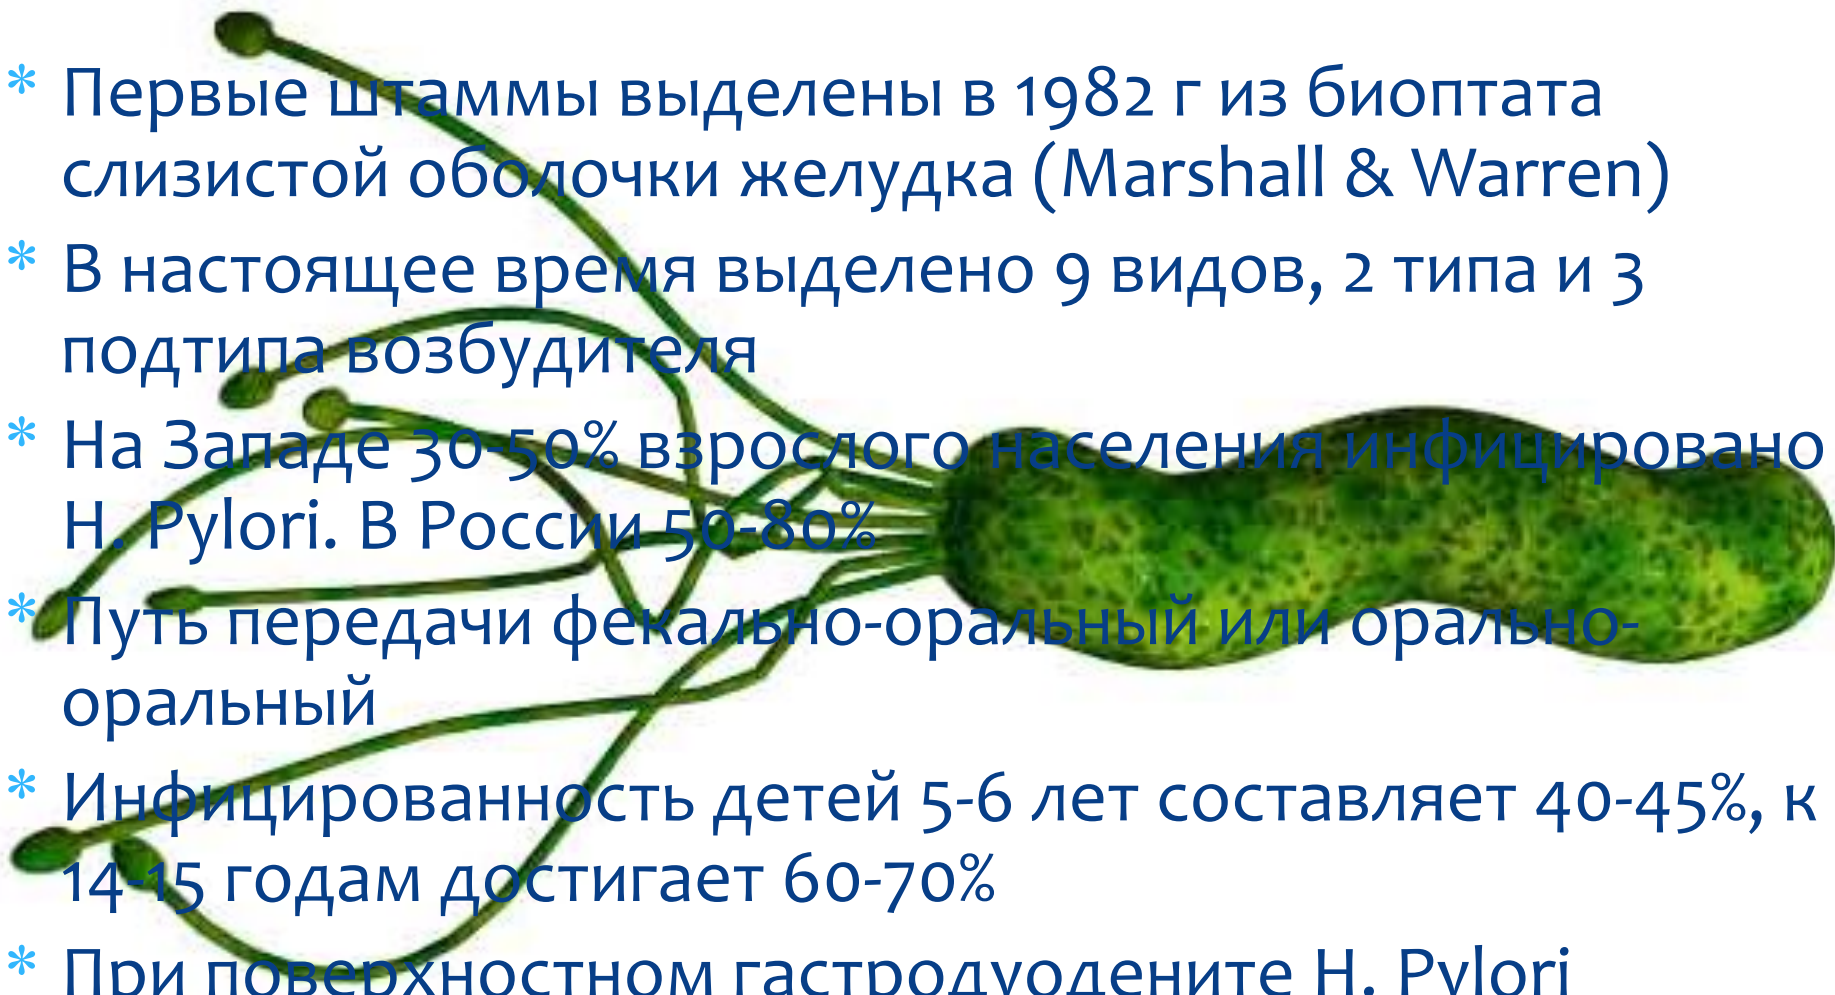 * Первые штаммы выделены в 1982 г из биоптата
слизистой оболочки желудка (Marshall & Warren)
* В настоящее время выделено 9 видов, 2 типа и 3
подтипа возбудителя
* На Западе 30-50% взрослого населения инфицировано
H. Pylori. В России 50-80%
* Путь передачи фекально-оральный или орально-
оральный
* Инфицированность детей 5-6 лет составляет 40-45%, к
14-15 годам достигает 60-70%
* При поверхностном гастродуодените H. Pylori